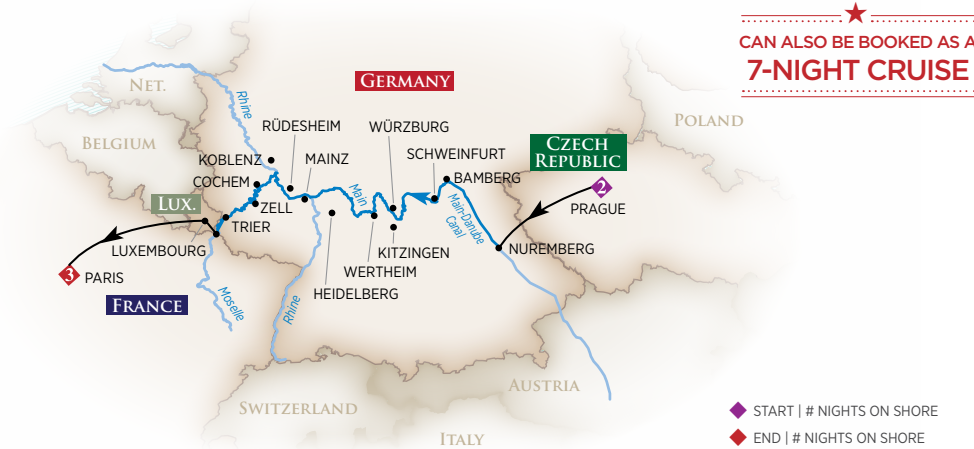 CAN ALSO BE BOOKED AS A
7-NIGHT CRUISE
NET.
Rhine
GERMANY
POLAND
BELGIUM
RÜDESHEIM
WÜRZBURG
CZECH
REPUBLIC
KOBLENZ
MAINZ
SCHWEINFURT
COCHEM
BAMBERG
LUX.
ZELL
Main
Main-Danube
Canal
2
PRAGUE
TRIER
LUXEMBOURG
KITZINGEN
NUREMBERG
WERTHEIM
3
PARIS
HEIDELBERG
FRANCE
Moselle
Rhine
AUSTRIA
SWITZERLAND
ITALY
START | # NIGHTS ON SHORE
END | # NIGHTS ON SHORE